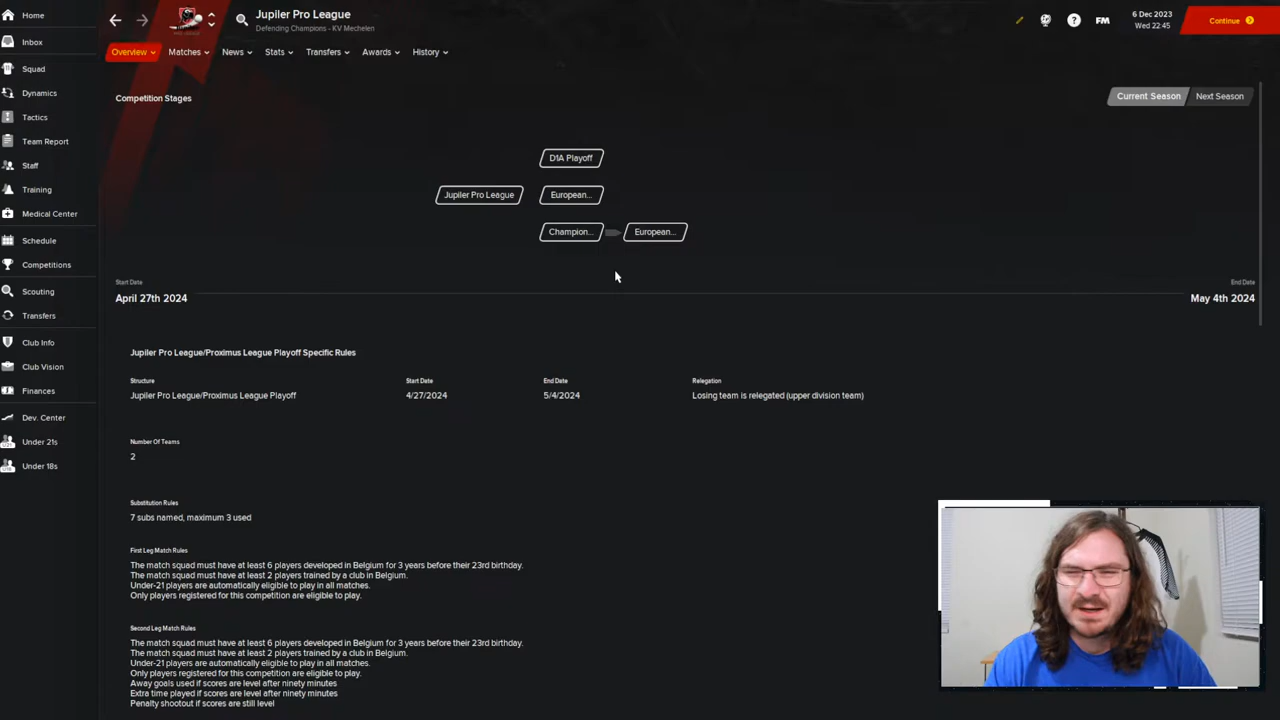 Home
Jupiler Pro League
Defending Champions - KV Mechelen
FM
6 Dec 2023
Wed 22:45
Continue
Inbox
Overview
Matches
News
Stats
Transfers
Awards
History
Squad
Dynamics
Tactics
Team Report
Staff
Training
Medical Center
Schedule
Competitions
Scouting
Transfers
Club Info
Club Vision
Finances
Dev. Center
Under 21s
Under 18s
Competition Stages
Current Season
Next Season
D1A Playoff
Jupiler Pro League
European...
Champion...
European...
Start Date
End Date
April 27th 2024
May 4th 2024
Jupiler Pro League/Proximus League Playoff Specific Rules
Structure
Start Date
End Date
Relegation
Jupiler Pro League/Proximus League Playoff
4/27/2024
5/4/2024
Losing team is relegated (upper division team)
Number Of Teams
2
Substitution Rules
7 subs named, maximum 3 used
First Leg Match Rules
The match squad must have at least 6 players developed in Belgium for 3 years before their 23rd birthday.
The match squad must have at least 2 players trained by a club in Belgium.
Under-21 players are automatically eligible to play in all matches.
Only players registered for this competition are eligible to play.
Second Leg Match Rules
The match squad must have at least 6 players developed in Belgium for 3 years before their 23rd birthday.
The match squad must have at least 2 players trained by a club in Belgium.
Under-21 players are automatically eligible to play in all matches.
Only players registered for this competition are eligible to play.
Away goals used if scores are level after ninety minutes
Extra time played if scores are level after ninety minutes
Penalty shootout if scores are still level